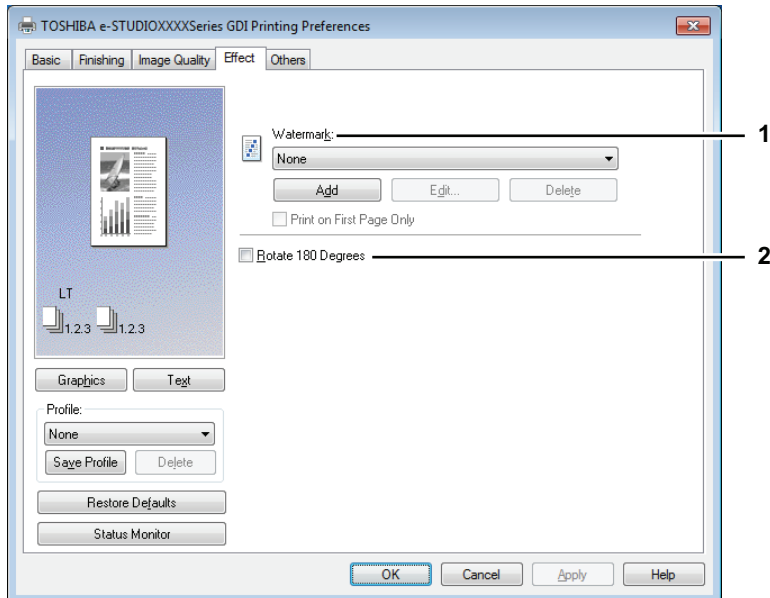 TOSHIBA e-STUDIOXXXXSeries GDI Printing Preferences
Basic Finishing Image Quality Effect Others
Watermark: 1
None
Add Edit... Delete
Print on First Page Only
Rotate 180 Degrees 2
LT
1.2.3 1.2.3
Graphics Text
Profile:
None
Save Profile Delete
Restore Defaults
Status Monitor
OK Cancel Apply Help